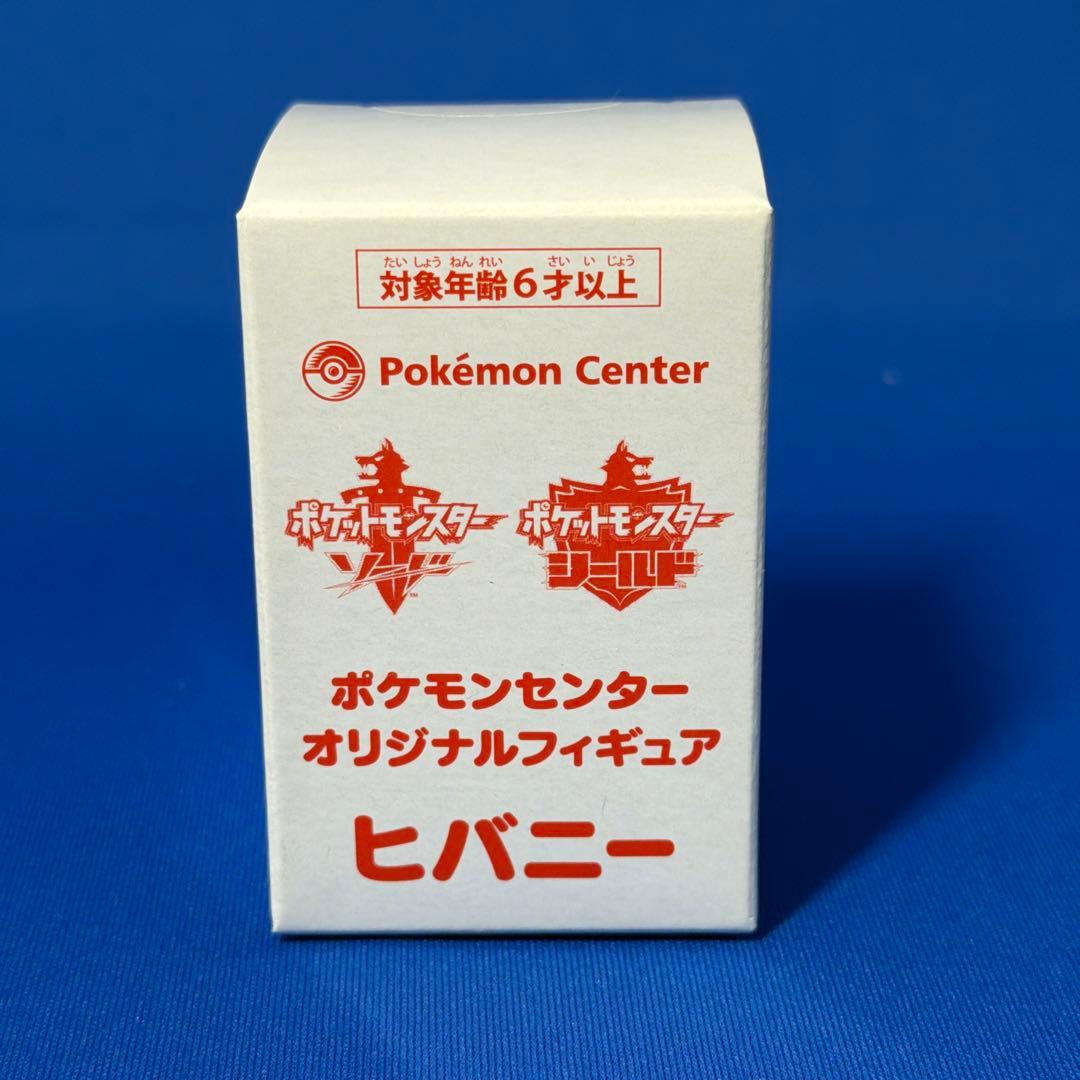 たいしょうねんれい さいいじょう
対象年齢6才以上
Pokémon Center
ポケットモンスター ポケットモンスター
ソード シールド
TM TM
ポケモンセンター
オリジナルフィギュア
ヒバニー